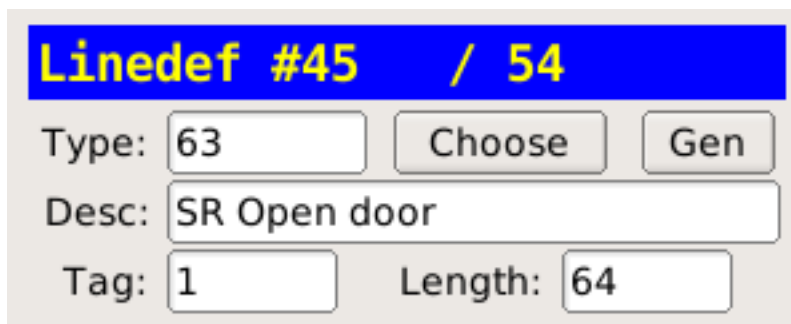 Linedef #45 / 54
Type: 63 Choose Gen
Desc: SR Open door
Tag: 1 Length: 64